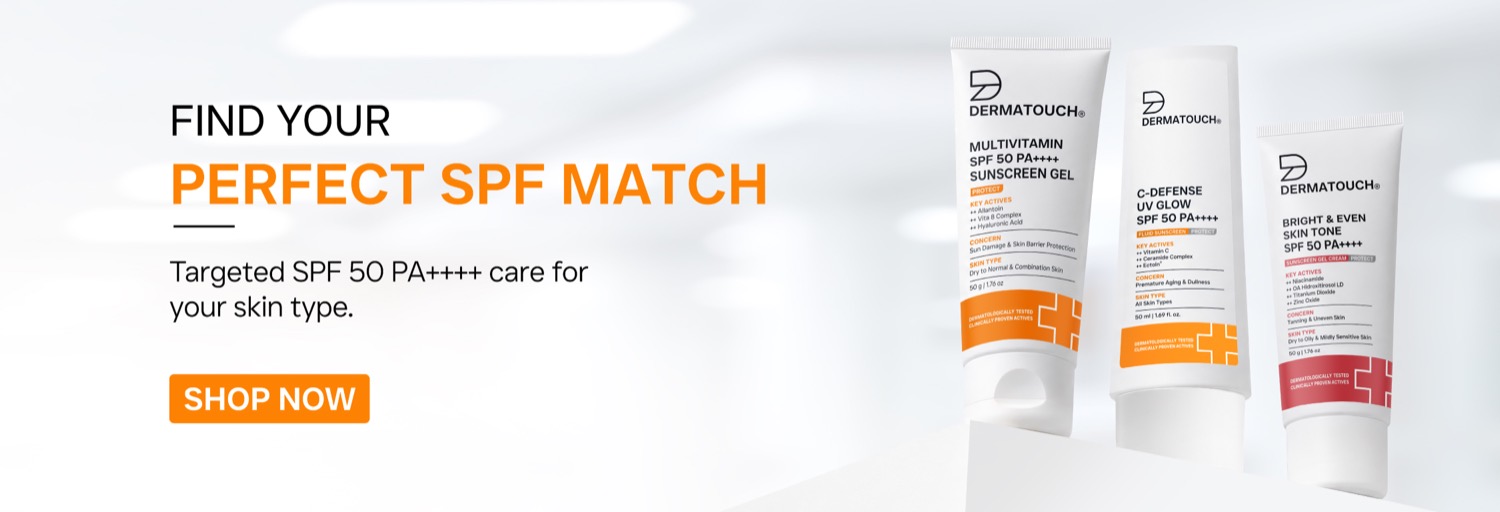 FIND YOUR
PERFECT SPF MATCH
Targeted SPF 50 PA++++ care for
your skin type.
SHOP NOW
DERMATOUCH®
MULTIVITAMIN
SPF 50 PA++++
SUNSCREEN GEL
PROTECT
KEY ACTIVES
++ Allantoin
++ Vita B Complex
++ Hyaluronic Acid
CONCERN
Sun Damage & Skin Barrier Protection
SKIN TYPE
Dry to Normal & Combination Skin
50 g | 1.76 oz
DERMATOLOGICALLY TESTED
CLINICALLY PROVEN ACTIVES
DERMATOUCH®
C-DEFENSE
UV GLOW
SPF 50 PA++++
FLUID SUNSCREEN PROTECT
KEY ACTIVES
++ Vitamin C
++ Ceramide Complex
++ Ectoin®
CONCERN
Premature Aging & Dullness
SKIN TYPE
All Skin Types
50 ml | 1.69 fl. oz.
DERMATOLOGICALLY TESTED
CLINICALLY PROVEN ACTIVES
DERMATOUCH®
BRIGHT & EVEN
SKIN TONE
SPF 50 PA++++
SUNSCREEN GEL CREAM PROTECT
KEY ACTIVES
++ Niacinamide
++ Titanium Dioxide
++ Zinc Oxide
CONCERN
Tanning & Uneven Skin
SKIN TYPE
Dry to Oily & Mildly Sensitive Skin
50 g | 1.76 oz
DERMATOLOGICALLY TESTED
CLINICALLY PROVEN ACTIVES